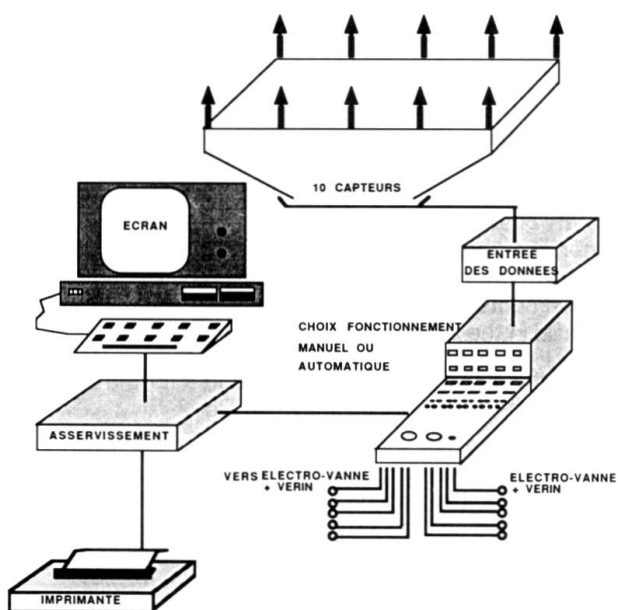 10 CAPTEURS
ECRAN
ENTREE
DES DONNEES
CHOIX FONCTIONNEMENT
MANUEL OU
AUTOMATIQUE
ASSERVISSEMENT
VERS ELECTRO-VANNE
+ VERIN
ELECTRO-VANNE
+ VERIN
IMPRIMANTE